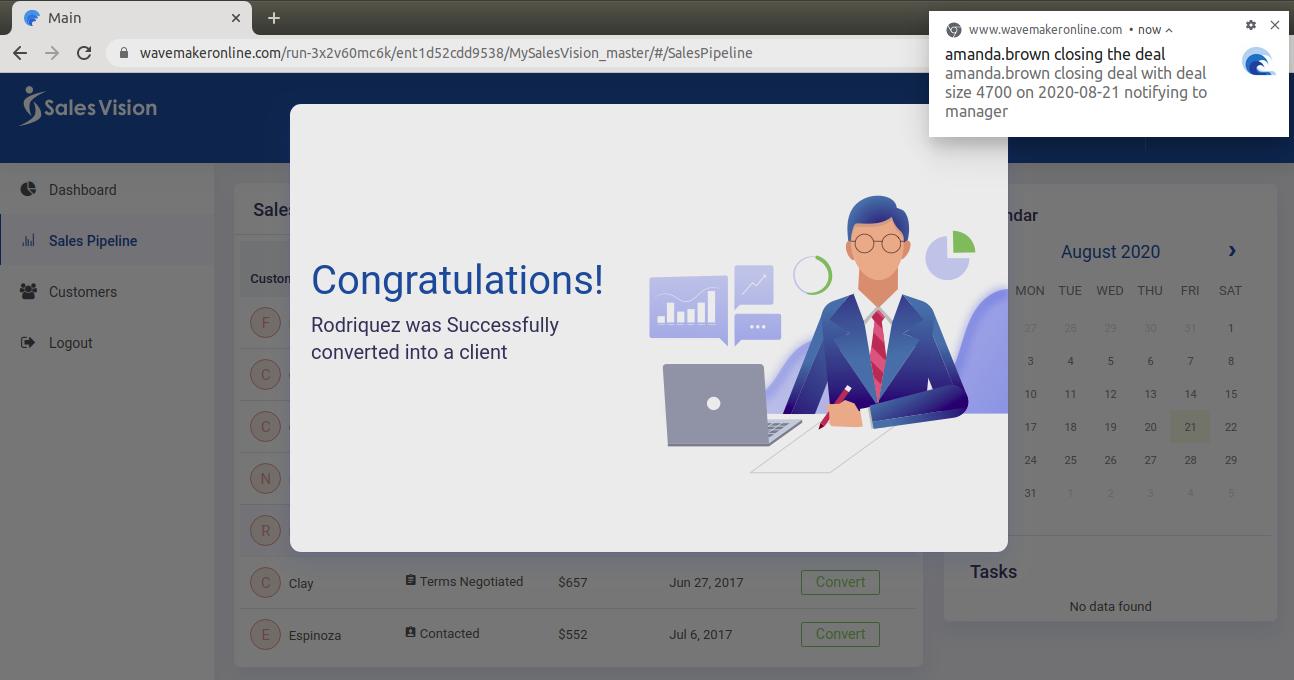 Main
wavemakeronline.com/run-3x2v60mc6k/ent1d52cdd9538/MySalesVision_master/#/SalesPipeline
www.wavemakeronline.com • now
amanda.brown closing the deal
amanda.brown closing deal with deal
size 4700 on 2020-08-21 notifying to
manager
Sales Vision
Dashboard
Sales Pipeline
Customers
Logout
Congratulations!
Rodriquez was Successfully
converted into a client
F
C
C
N
R
C Clay Terms Negotiated $657 Jun 27, 2017 Convert
E Espinoza Contacted $552 Jul 6, 2017 Convert
August 2020
MON TUE WED THU FRI SAT
27 28 29 30 31 1
3 4 5 6 7 8
10 11 12 13 14 15
17 18 19 20 21 22
24 25 26 27 28 29
31 1 2 3 4 5
Tasks
No data found